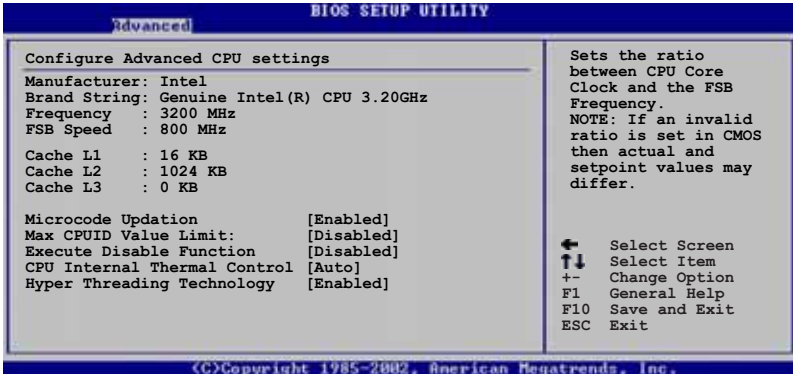 BIOS SETUP UTILITY
Advanced
Configure Advanced CPU settings
Manufacturer: Intel
Brand String: Genuine Intel(R) CPU 3.20GHz
Frequency : 3200 MHz
FSB Speed : 800 MHz
Cache L1 : 16 KB
Cache L2 : 1024 KB
Cache L3 : 0 KB
Microcode Updation [Enabled]
Max CPUID Value Limit: [Disabled]
Execute Disable Function [Disabled]
CPU Internal Thermal Control [Auto]
Hyper Threading Technology [Enabled]
Sets the ratio
between CPU Core
Clock and the FSB
Frequency.
NOTE: If an invalid
ratio is set in CMOS
then actual and
setpoint values may
differ.
Select Screen
Select Item
+- Change Option
F1 General Help
F10 Save and Exit
ESC Exit
(C)Copyright 1985-2002, American Megatrends, Inc.